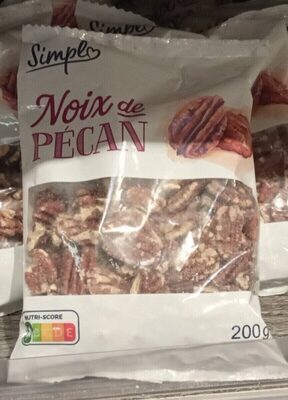 Simpl
Noix de
PÉCAN
NUTRI-SCORE
B C D E
200g